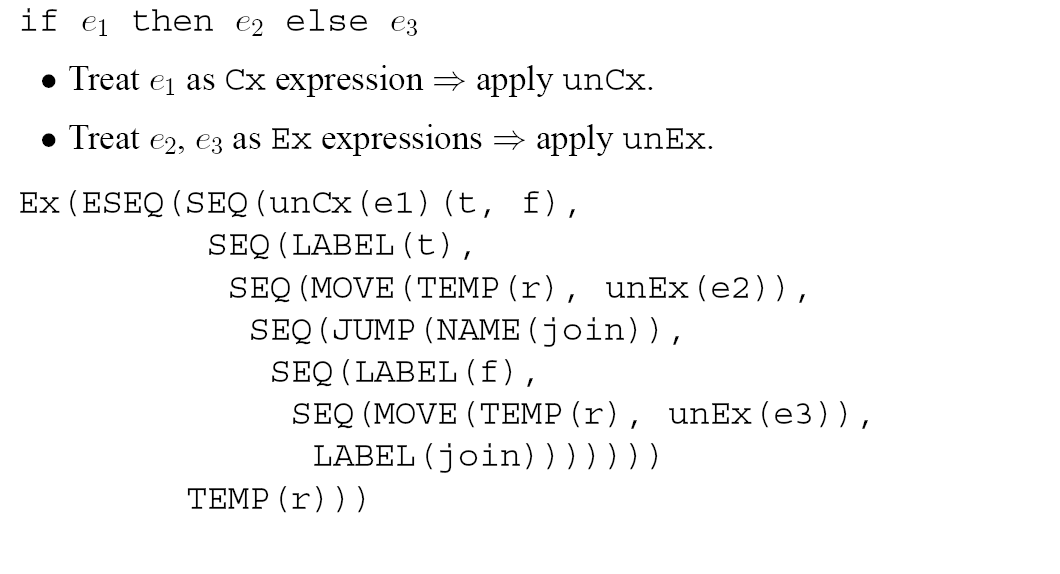 if e1 then e2 else e3
• Treat e1 as Cx expression ⇒ apply unCx.
• Treat e2, e3 as Ex expressions ⇒ apply unEx.
Ex(ESEQ(SEQ(unCx(e1)(t, f),
SEQ(LABEL(t),
SEQ(MOVE(TEMP(r), unEx(e2)),
SEQ(JUMP(NAME(join)),
SEQ(LABEL(f),
SEQ(MOVE(TEMP(r), unEx(e3)),
LABEL(join)))))))
TEMP(r)))